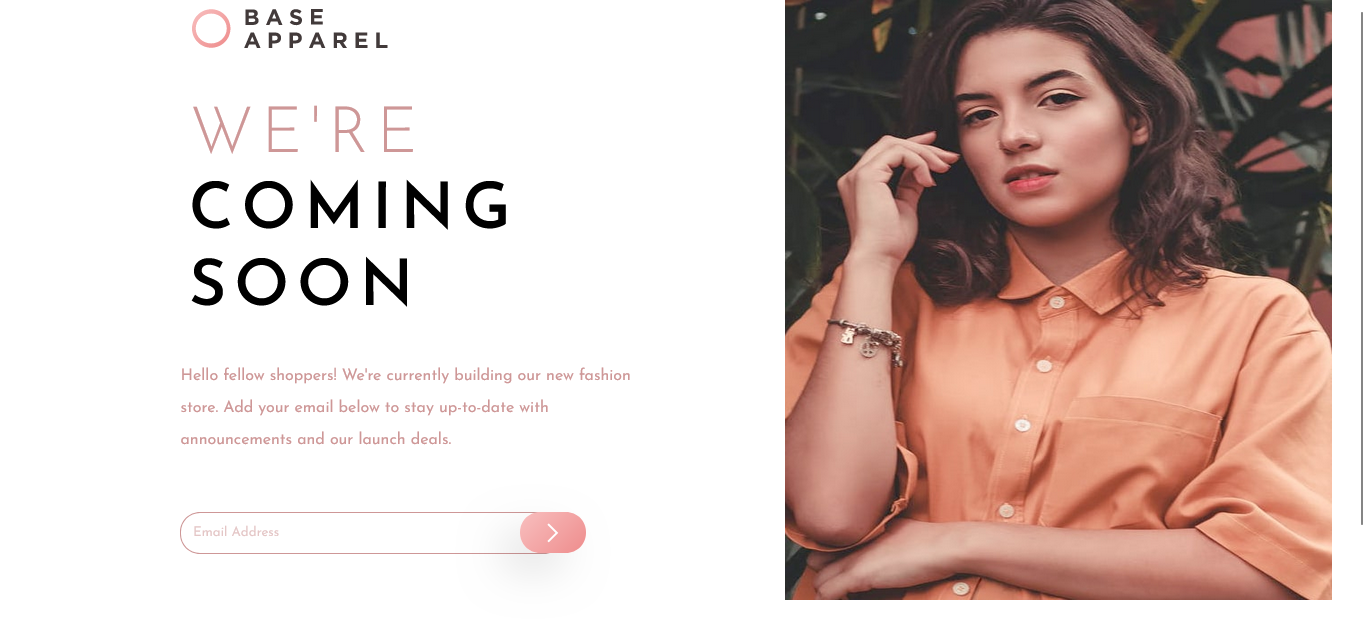 BASE
APPAREL
WE'RE
COMING
SOON
Hello fellow shoppers! We're currently building our new fashion
store. Add your email below to stay up-to-date with
announcements and our launch deals.
Email Address